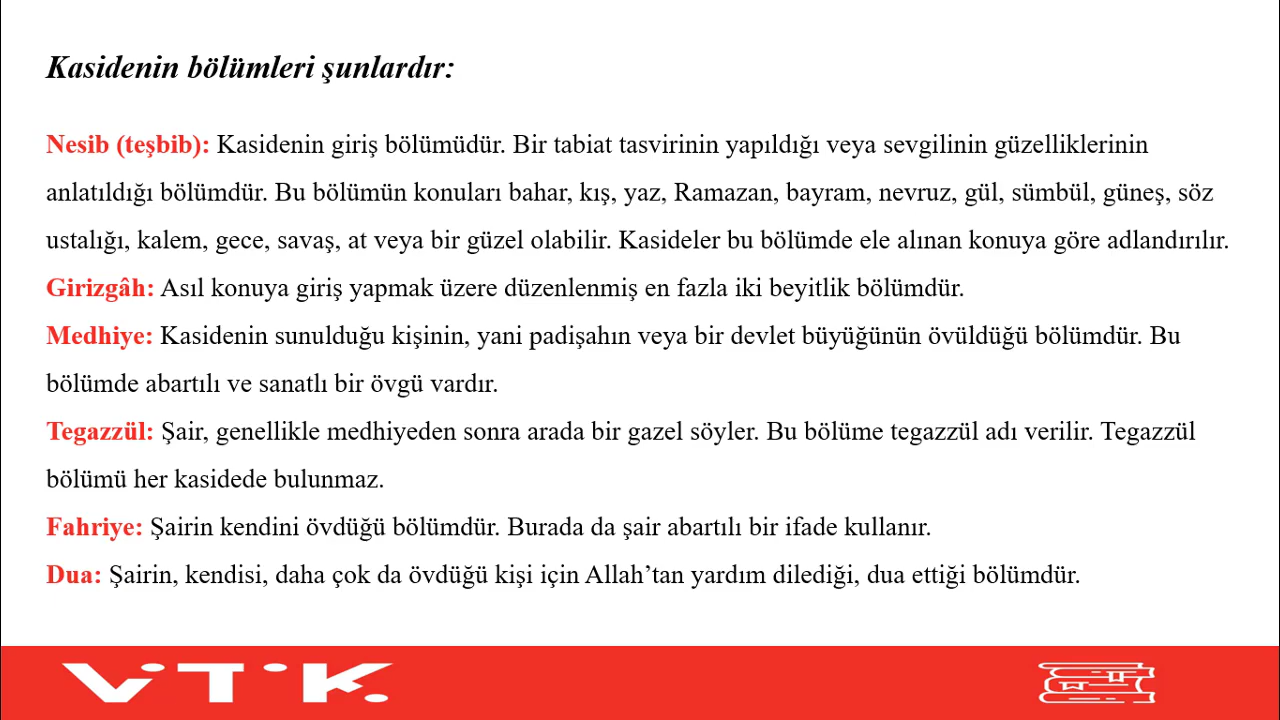 Kasidenin bölümleri şunlardır:
Nesib (teşbib): Kasidenin giriş bölümüdür. Bir tabiat tasvirinin yapıldığı veya sevgilinin güzelliklerinin
anlatıldığı bölümdür. Bu bölümün konuları bahar, kış, yaz, Ramazan, bayram, nevruz, gül, sümbül, güneş, söz
ustalığı, kalem, gece, savaş, at veya bir güzel olabilir. Kasideler bu bölümde ele alınan konuya göre adlandırılır.
Girizgâh: Asıl konuya giriş yapmak üzere düzenlenmiş en fazla iki beyitlik bölümdür.
Medhiye: Kasidenin sunulduğu kişinin, yani padişahın veya bir devlet büyüğünün övüldüğü bölümdür. Bu
bölümde abartılı ve sanatlı bir övgü vardır.
Tegazzül: Şair, genellikle medhiyeden sonra arada bir gazel söyler. Bu bölüme tegazzül adı verilir. Tegazzül
bölümü her kasidede bulunmaz.
Fahriye: Şairin kendini övdüğü bölümdür. Burada da şair abartılı bir ifade kullanır.
Dua: Şairin, kendisi, daha çok da övdüğü kişi için Allah’tan yardım dilediği, dua ettiği bölümdür.
ViTiK.